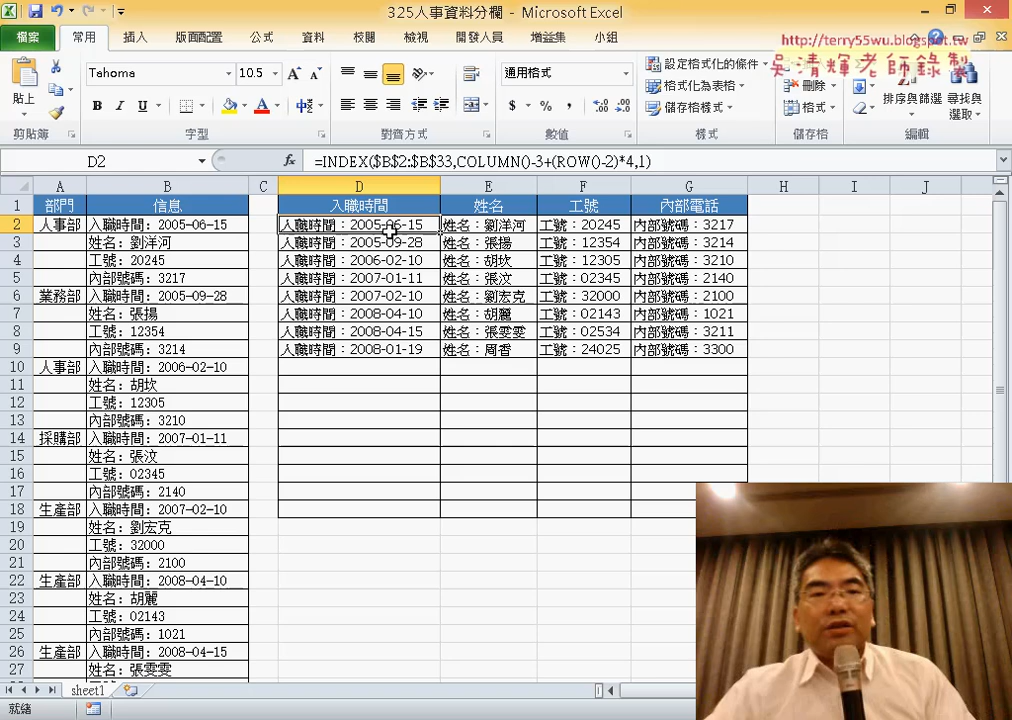 325人事資料分欄 - Microsoft Excel
檔案 常用 插入 版面配置 公式 資料 校閱 檢視 開發人員 增益集 小組
http://terry55wu.blogspot.tw
吳清輝老師錄製
貼上 Tahoma 10.5 通用格式 設定格式化的條件 格式化為表格 儲存格樣式 刪除 格式 排序與篩選 尋找與選取
剪貼簿 字型 對齊方式 數值 樣式 儲存格 編輯
D2 fx =INDEX($B$2:$B$33,COLUMN()-3+(ROW()-2)*4,1)
A B C D E F G H I J
1 部門 信息 入職時間 姓名 工號 內部電話
2 人事部 入職時間：2005-06-15 入職時間：2005-06-15 姓名：劉洋河 工號：20245 內部號碼：3217
3 姓名：劉洋河 入職時間：2005-09-28 姓名：張揚 工號：12354 內部號碼：3214
4 工號：20245 入職時間：2006-02-10 姓名：胡坎 工號：12305 內部號碼：3210
5 內部號碼：3217 入職時間：2007-01-11 姓名：張汶 工號：02345 內部號碼：2140
6 業務部 入職時間：2005-09-28 入職時間：2007-02-10 姓名：劉宏克 工號：32000 內部號碼：2100
7 姓名：張揚 入職時間：2008-04-10 姓名：胡麗 工號：02143 內部號碼：1021
8 工號：12354 入職時間：2008-04-15 姓名：張雯雯 工號：02534 內部號碼：3211
9 內部號碼：3214 入職時間：2008-01-19 姓名：周香 工號：24025 內部號碼：3300
10 人事部 入職時間：2006-02-10
11 姓名：胡坎
12 工號：12305
13 內部號碼：3210
14 採購部 入職時間：2007-01-11
15 姓名：張汶
16 工號：02345
17 內部號碼：2140
18 生產部 入職時間：2007-02-10
19 姓名：劉宏克
20 工號：32000
21 內部號碼：2100
22 生產部 入職時間：2008-04-10
23 姓名：胡麗
24 工號：02143
25 內部號碼：1021
26 生產部 入職時間：2008-04-15
27 姓名：張雯雯
sheet1
就緒